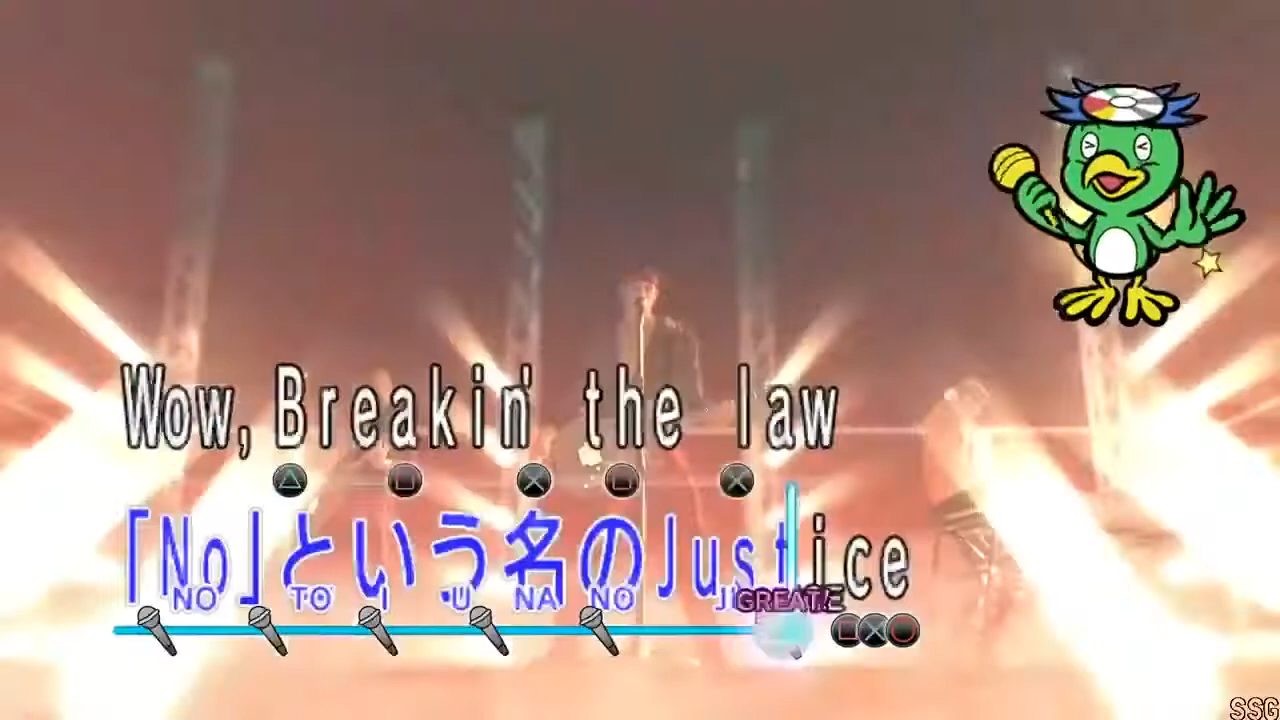 Wow, Breakin' the law
「No」という名のJustice
NO TO I U NA NO
GREAT
SSG